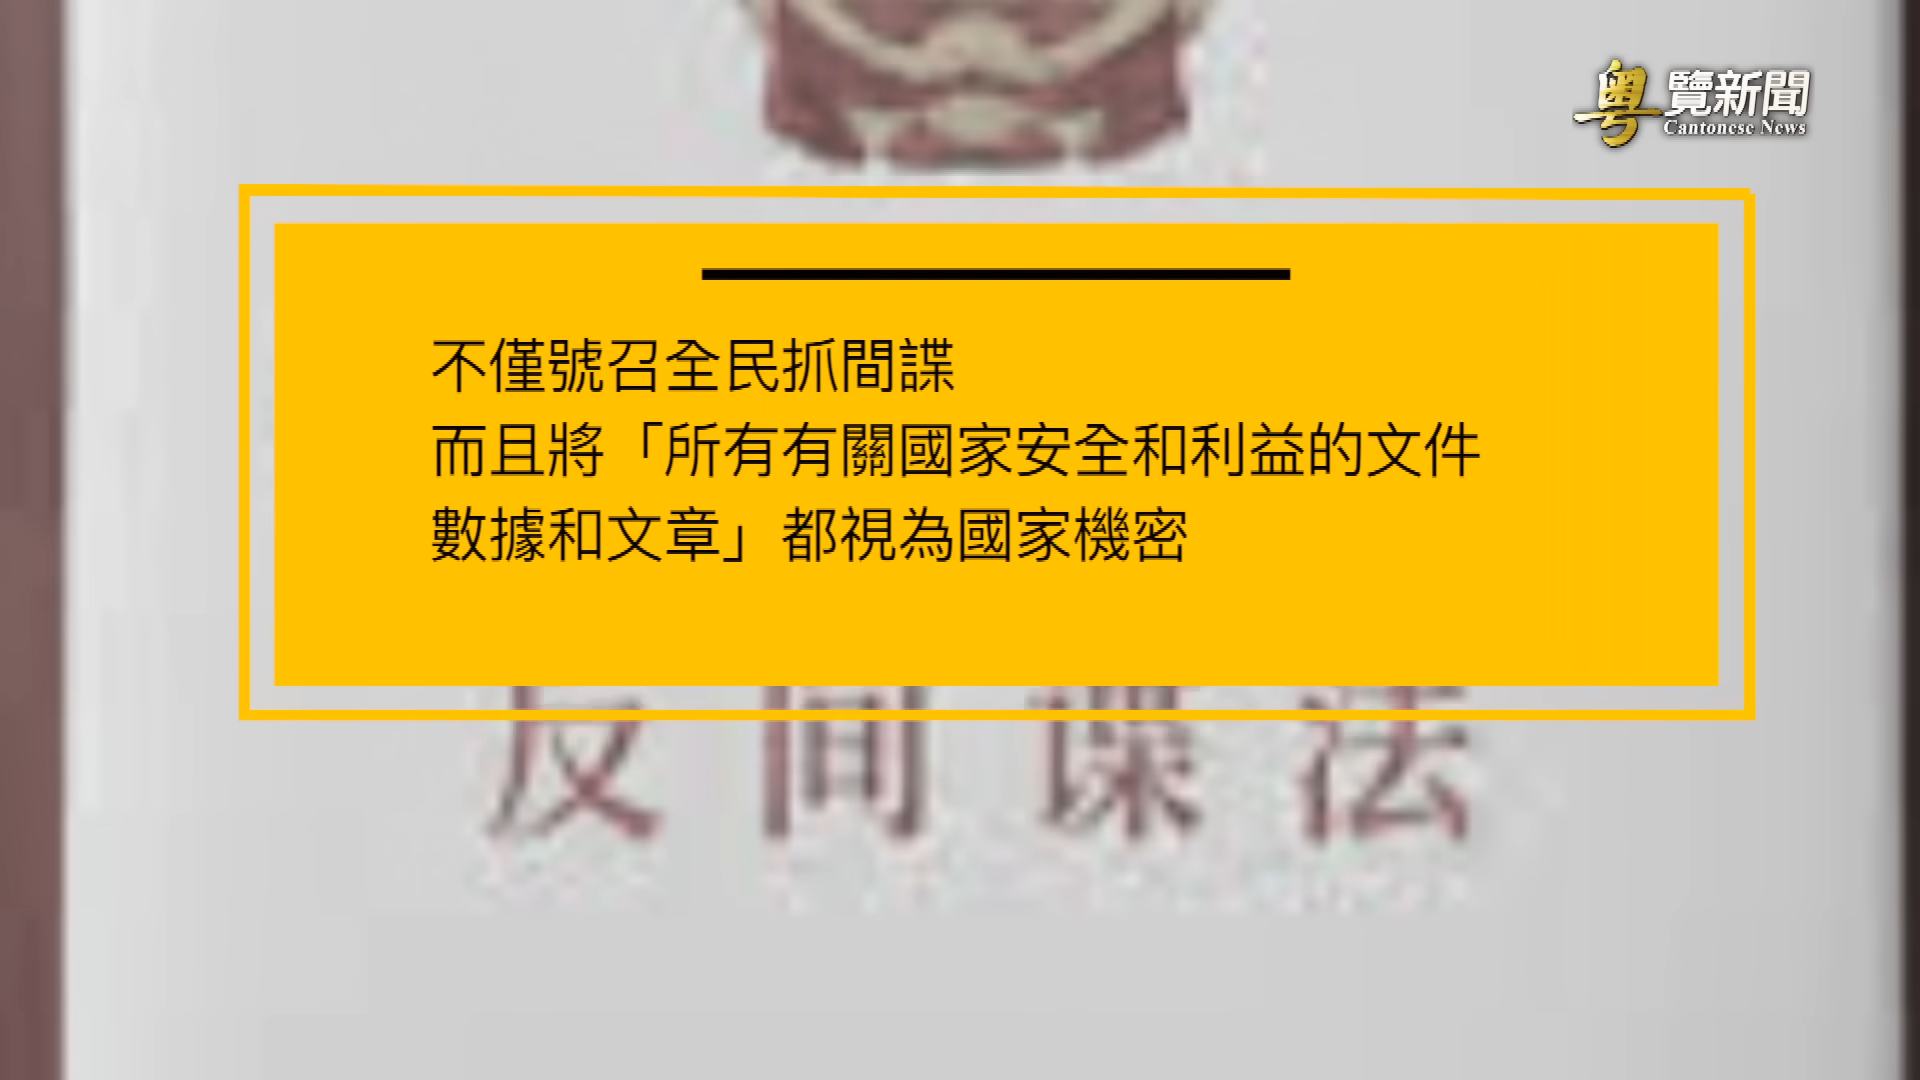 粵覽新聞
Cantonese News
不僅號召全民抓間諜
而且將「所有有關國家安全和利益的文件
數據和文章」都視為國家機密
反间谍法